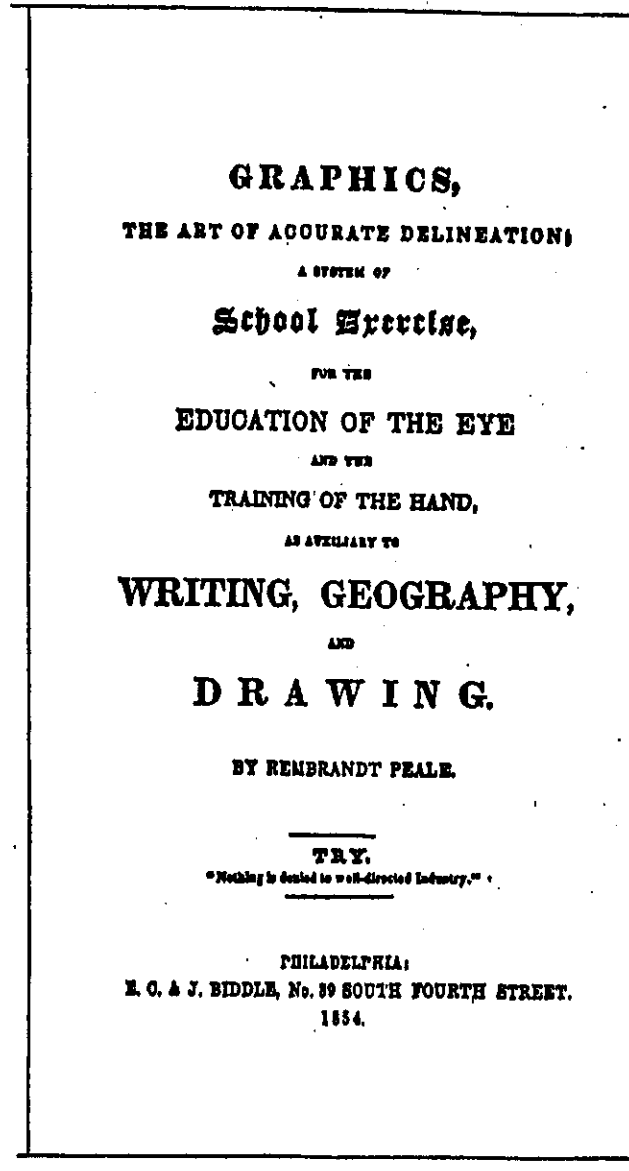 GRAPHICS,
THE ART OF ACCURATE DELINEATION;
A SYSTEM OF
School Exercise,
FOR THE
EDUCATION OF THE EYE
AND THE
TRAINING OF THE HAND,
AS AUXILIARY TO
WRITING, GEOGRAPHY,
AND
DRAWING.
BY REMBRANDT PEALE.
TRY.
"Nothing is denied to well-directed Industry."
PHILADELPHIA:
E. C. & J. BIDDLE, No. 39 SOUTH FOURTH STREET.
1854.